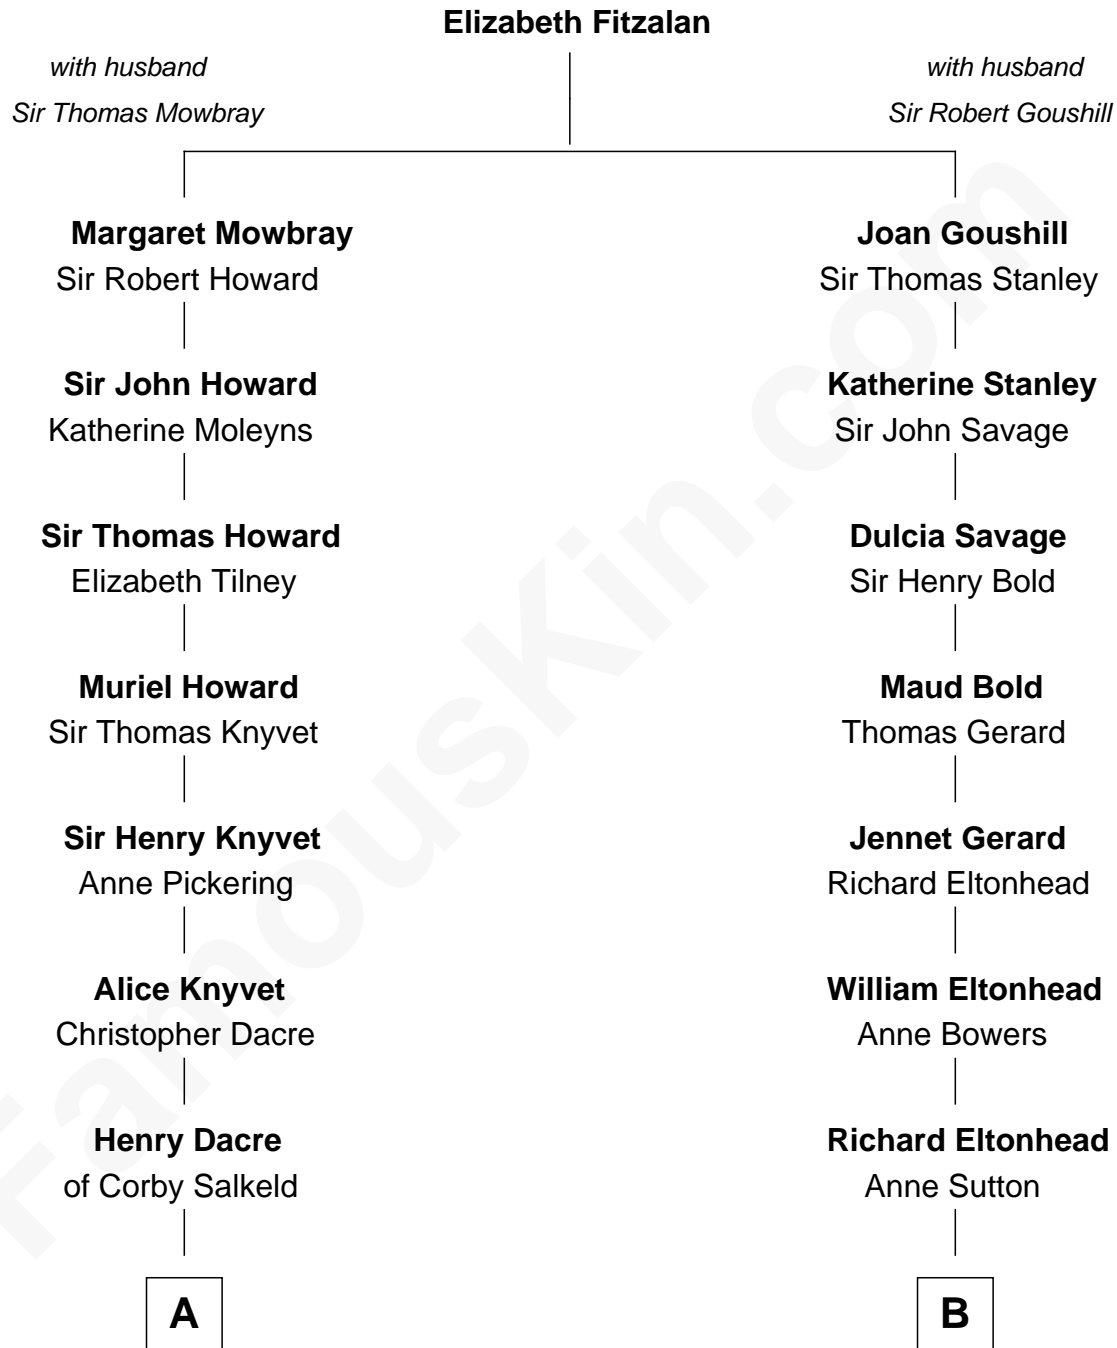 Elizabeth Fitzalan
with husband
Sir Thomas Mowbray
with husband
Sir Robert Goushill
Margaret Mowbray
Sir Robert Howard
Joan Goushill
Sir Thomas Stanley
Sir John Howard
Katherine Moleyns
Katherine Stanley
Sir John Savage
Sir Thomas Howard
Elizabeth Tilney
Dulcia Savage
Sir Henry Bold
Muriel Howard
Sir Thomas Knyvet
Maud Bold
Thomas Gerard
Sir Henry Knyvet
Anne Pickering
Jennet Gerard
Richard Eltonhead
Alice Knyvet
Christopher Dacre
William Eltonhead
Anne Bowers
Henry Dacre
of Corby Salkeld
Richard Eltonhead
Anne Sutton
A
B
FamousKin.com